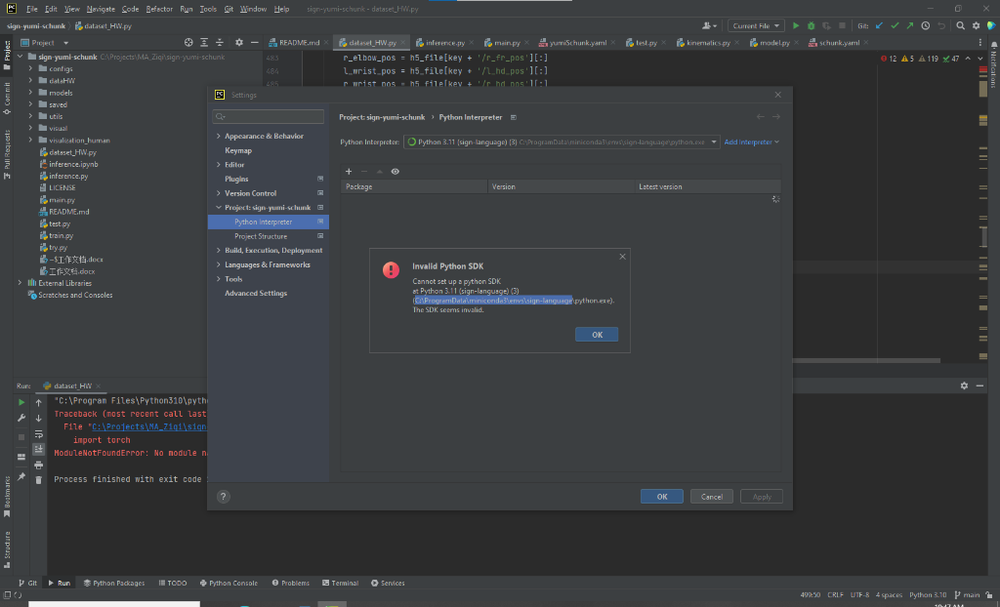 File Edit View Navigate Code Refactor Run Tools Git Window Help sign-yumi-schunk - dataset_HW.py
sign-yumi-schunk dataset_HW.py Current File Git:
Project README.md dataset_HW.py inference.py main.py yumiSchunk.yaml test.py kinematics.py model.py schunk.yaml
sign-yumi-schunk C:\Projects\MA_Ziqi\sign-yumi-schunk
configs
dataHW
models
saved
utils
visual
visulization_human
dataset_HW.py
inference.ipynb
inference.py
LICENSE
main.py
README.md
test.py
train.py
try.py
~$工作文档.docx
工作文档.docx
External Libraries
Scratches and Consoles
483 r_elbow_pos = h5_file[key + '/r_fr_pos'][:]
484 l_wrist_pos = h5_file[key + '/l_hd_pos'][:]
485 r_wrist_pos = h5_file[key + '/r_hd_pos'][:]
12 5 119 47
Project
Commit
Pull Requests
Bookmarks
Structure
Notifications
Settings
Appearance & Behavior
Keymap
Editor
Plugins
Version Control
Project: sign-yumi-schunk
Python Interpreter
Project Structure
Build, Execution, Deployment
Languages & Frameworks
Tools
Advanced Settings
Project: sign-yumi-schunk › Python Interpreter
Python Interpreter: Python 3.11 (sign-language) (3) C:\ProgramData\miniconda3\envs\sign-language\python.exe Add Interpreter
Package Version Latest version
Invalid Python SDK
Cannot set up a python SDK
at Python 3.11 (sign-language) (3)
(C:\ProgramData\miniconda3\envs\sign-language\python.exe).
The SDK seems invalid.
OK
? OK Cancel Apply
Run: dataset_HW
"C:\Program Files\Python310\pyth
Traceback (most recent call last
File "C:\Projects\MA_Ziqi\sign
import torch
ModuleNotFoundError: No module n
Process finished with exit code
Git Run Python Packages TODO Python Console Problems Terminal Services
499:50 CRLF UTF-8 4 spaces Python 3.10 main